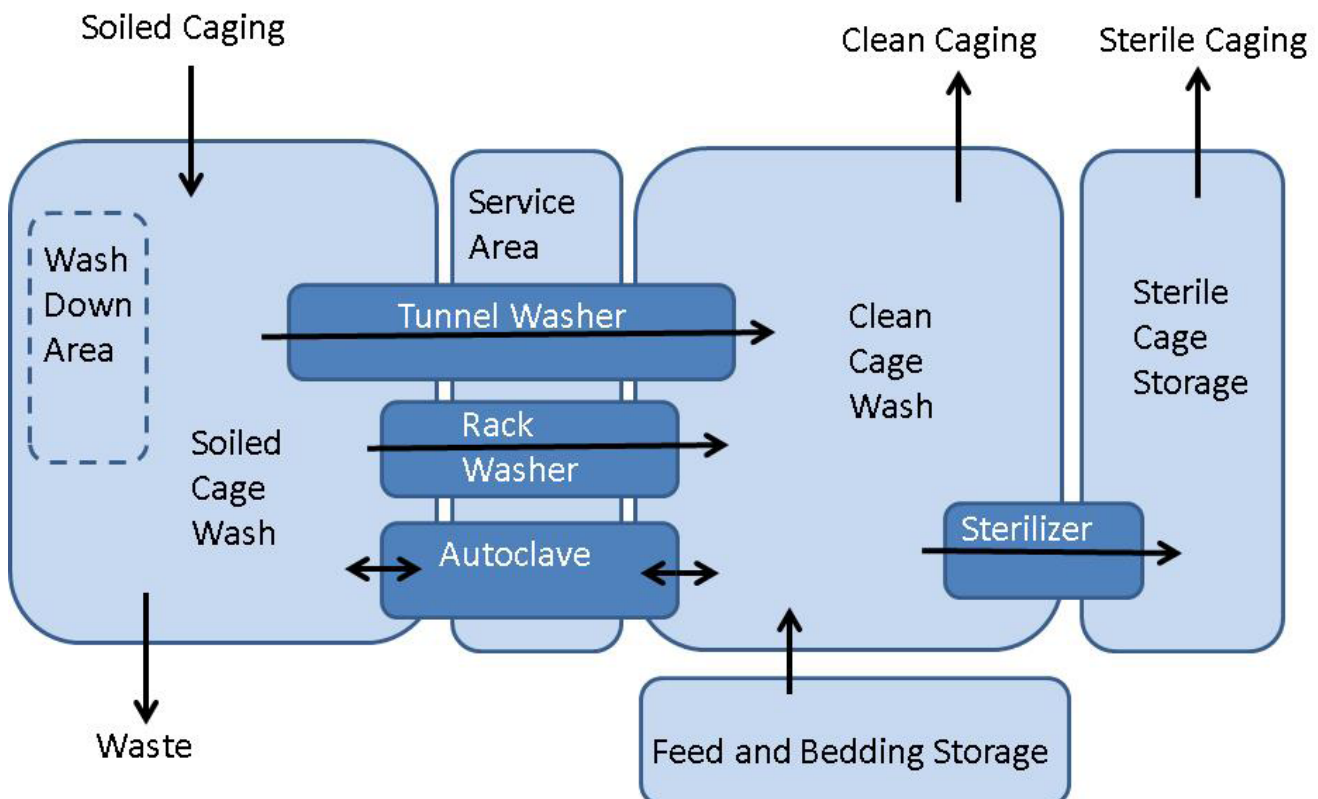 Soiled Caging
Clean Caging
Sterile Caging
Wash
Down
Area
Soiled
Cage
Wash
Service
Area
Tunnel Washer
Rack
Washer
Autoclave
Clean
Cage
Wash
Sterilizer
Sterile
Cage
Storage
Waste
Feed and Bedding Storage